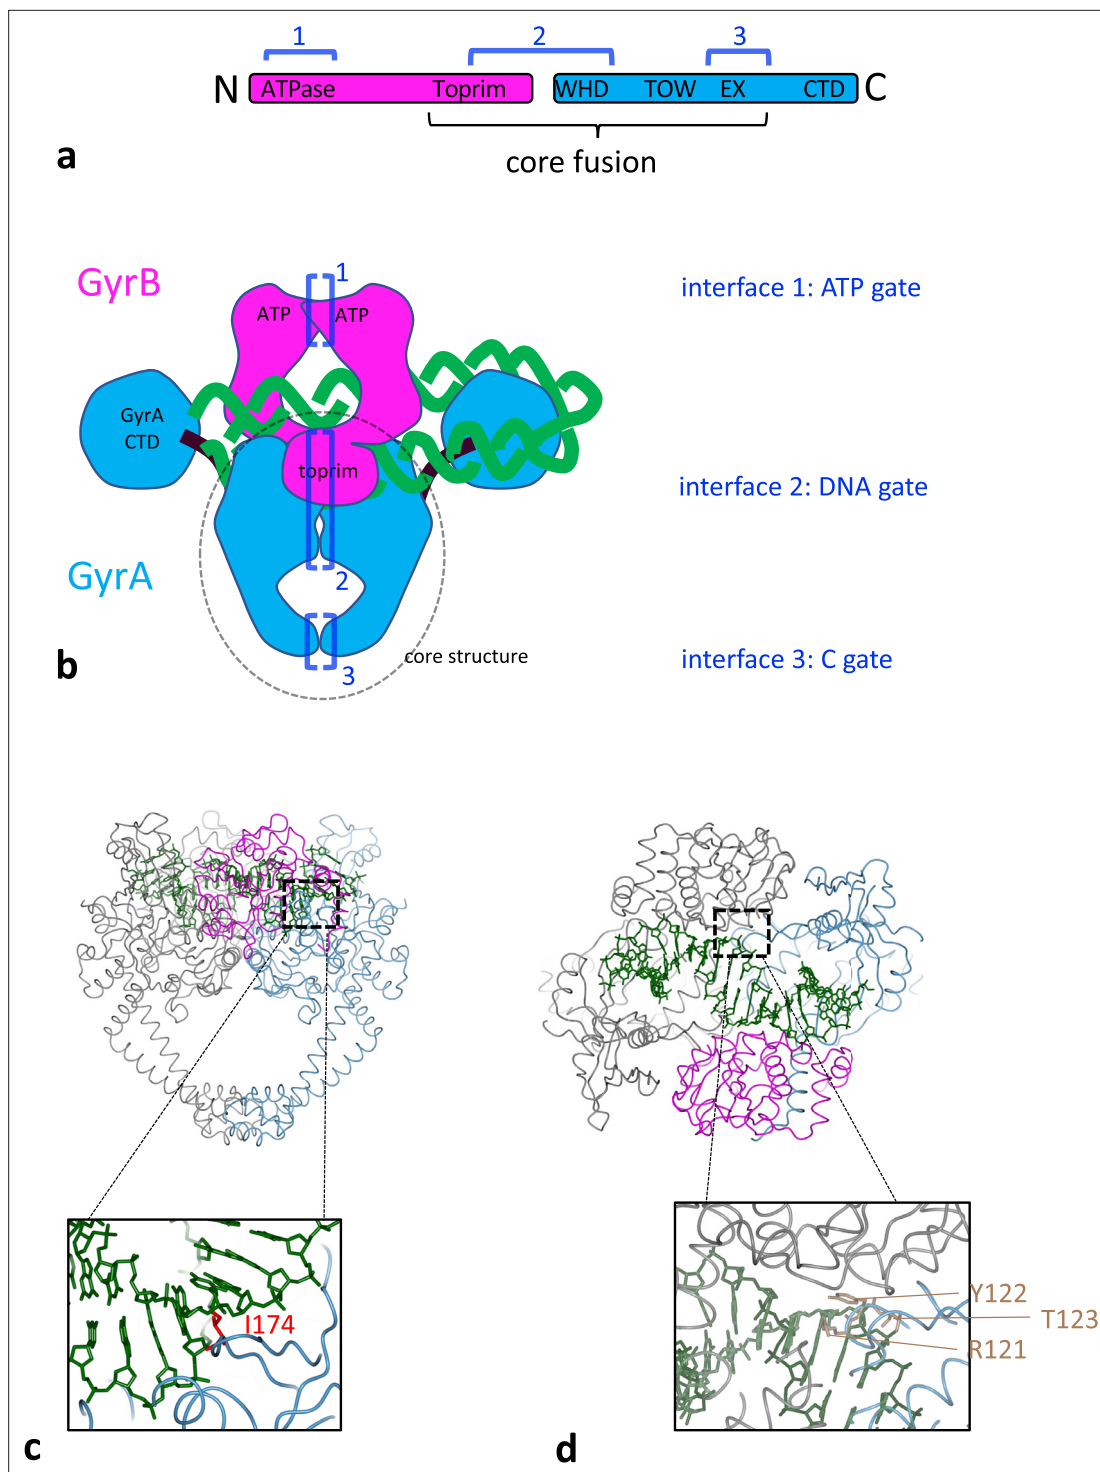 1 2 3
N ATPase Toprim WHD TOW EX CTD C
core fusion
a
GyrB
1
interface 1: ATP gate
ATP ATP
GyrA
CTD
toprim
interface 2: DNA gate
GyrA
2
core structure
interface 3: C gate
3
b
I174
Y122
T123
R121
c
d